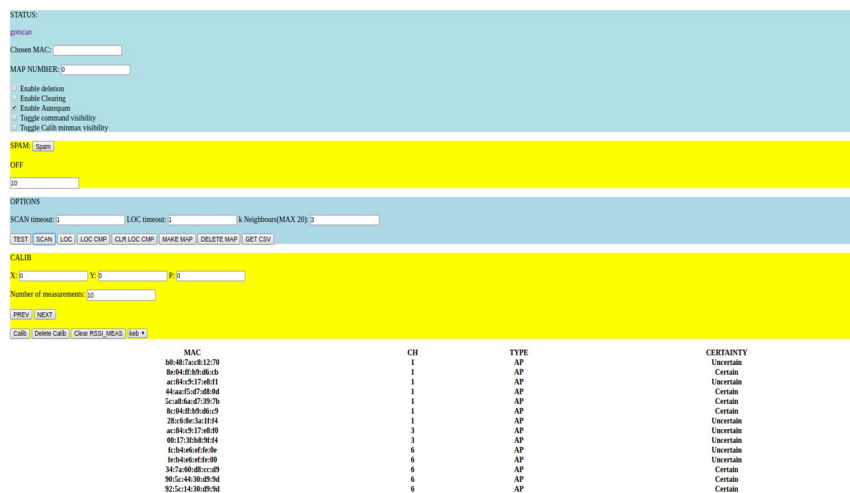 STATUS:
gotscan
Chosen MAC:
MAP NUMBER: 0
Enable deletion
Enable Clearing
Enable Autospam
Toggle command visibility
Toggle Calib minmax visibility
SPAM: Spam
OFF
10
OPTIONS
SCAN timeout: 1 LOC timeout: 1 k Neighbours(MAX 20): 3
TEST SCAN LOC LOC CMP CLR LOC CMP MAKE MAP DELETE MAP GET CSV
CALIB
X: 0 Y: 0 P: 0
Number of measurements: 10
PREV NEXT
Calib Delete Calib Clear RSSI_MEAS keb
MAC CH TYPE CERTAINTY
b0:48:7a:c8:12:70 1 AP Uncertain
8e:04:ff:b9:d6:cb 1 AP Certain
ac:84:c9:17:e8:f1 1 AP Uncertain
44:aa:f5:d7:d8:0d 1 AP Certain
5c:a8:6a:d7:39:7b 1 AP Certain
8c:04:ff:b9:d6:c9 1 AP Certain
28:c6:8e:3a:1f:f4 1 AP Uncertain
ac:84:c9:17:e8:f0 3 AP Uncertain
00:17:3f:b8:9f:f4 3 AP Uncertain
fc:b4:e6:ef:fe:0e 6 AP Uncertain
fe:b4:e6:ef:fe:00 6 AP Uncertain
34:7a:60:d8:cc:d9 6 AP Certain
90:5c:44:30:d9:9d 6 AP Certain
92:5c:14:30:d9:9d 6 AP Certain